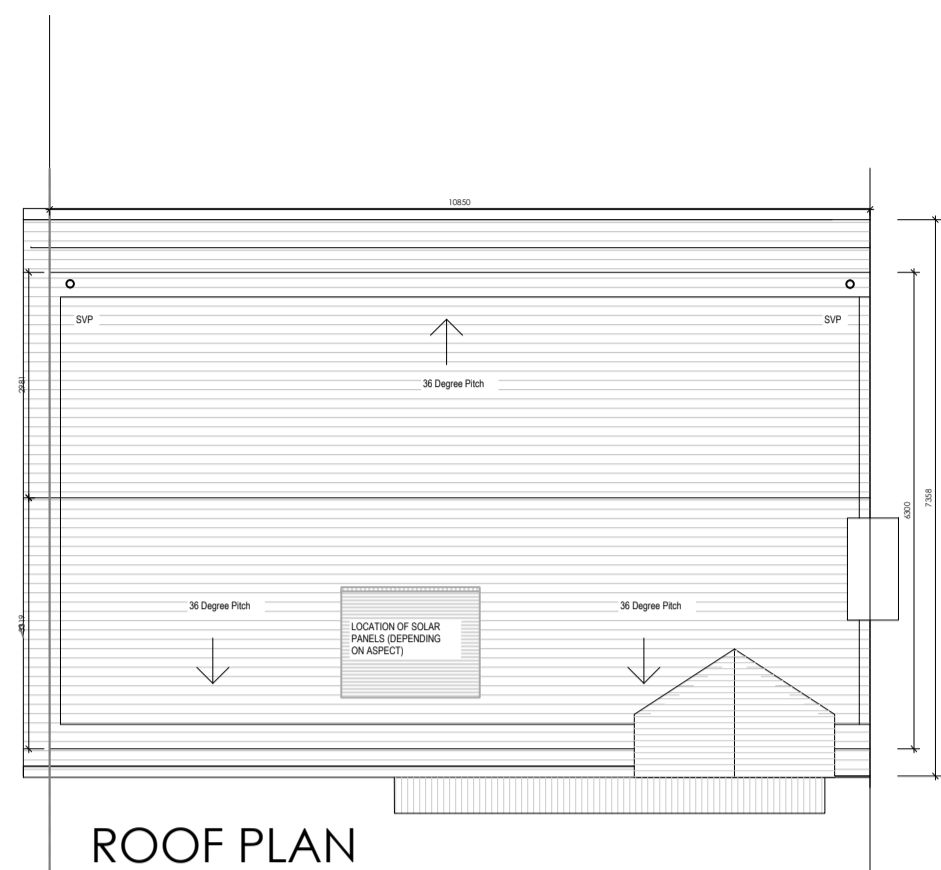 10850
SVP
SVP
36 Degree Pitch
2981
7358
6300
36 Degree Pitch
36 Degree Pitch
LOCATION OF SOLAR
PANELS (DEPENDING
ON ASPECT)
ROOF PLAN